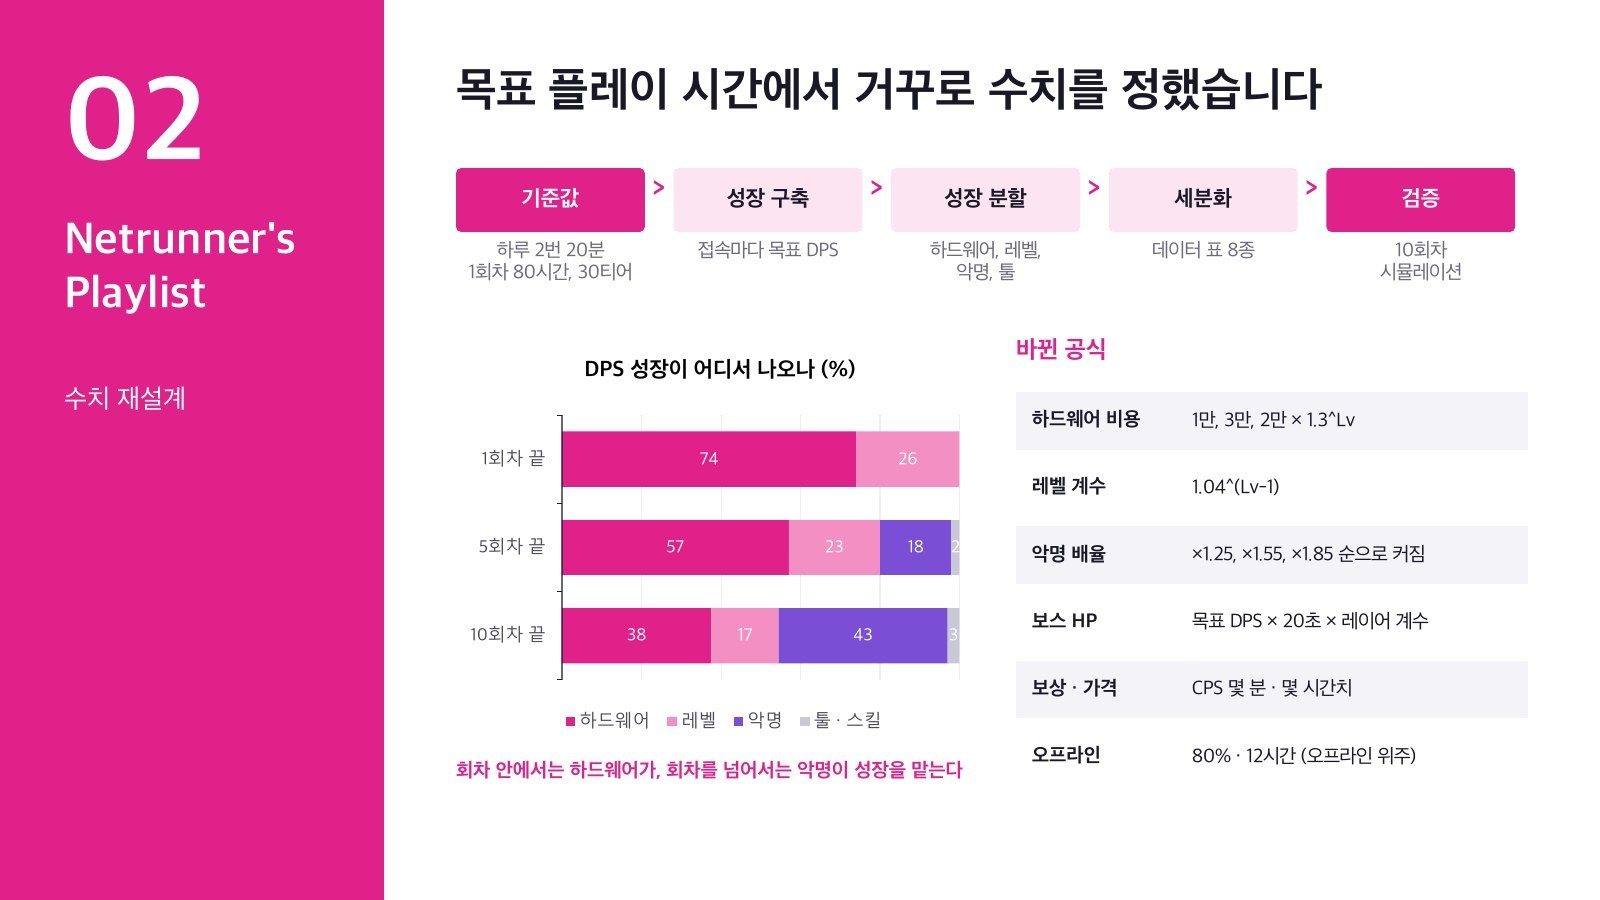 02
Netrunner's
Playlist
수치 재설계
목표 플레이 시간에서 거꾸로 수치를 정했습니다
기준값 > 성장 구축 > 성장 분할 > 세분화 > 검증
하루 2번 20분
1회차 80시간, 30티어
접속마다 목표 DPS
하드웨어, 레벨,
악명, 툴
데이터 표 8종
10회차
시뮬레이션
DPS 성장이 어디서 나오나 (%)
1회차 끝 74 26
5회차 끝 57 23 18 2
10회차 끝 38 17 43 3
하드웨어 레벨 악명 툴 · 스킬
회차 안에서는 하드웨어가, 회차를 넘어서는 악명이 성장을 맡는다
바뀐 공식
하드웨어 비용 1만, 3만, 2만 × 1.3^Lv
레벨 계수 1.04^(Lv-1)
악명 배율 ×1.25, ×1.55, ×1.85 순으로 커짐
보스 HP 목표 DPS × 20초 × 레이어 계수
보상 · 가격 CPS 몇 분 · 몇 시간치
오프라인 80% · 12시간 (오프라인 위주)